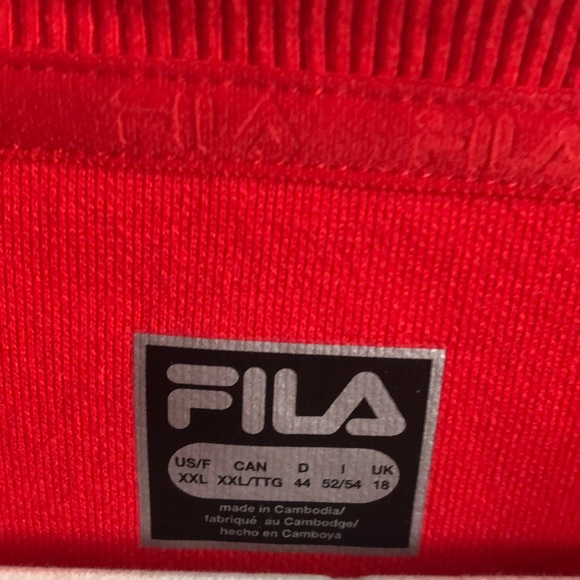 FILA FILA
FILA
US/F CAN D I UK
XXL XXL/TTG 44 52/54 18
made in Cambodia/
fabriqué au Cambodge/
hecho en Camboya